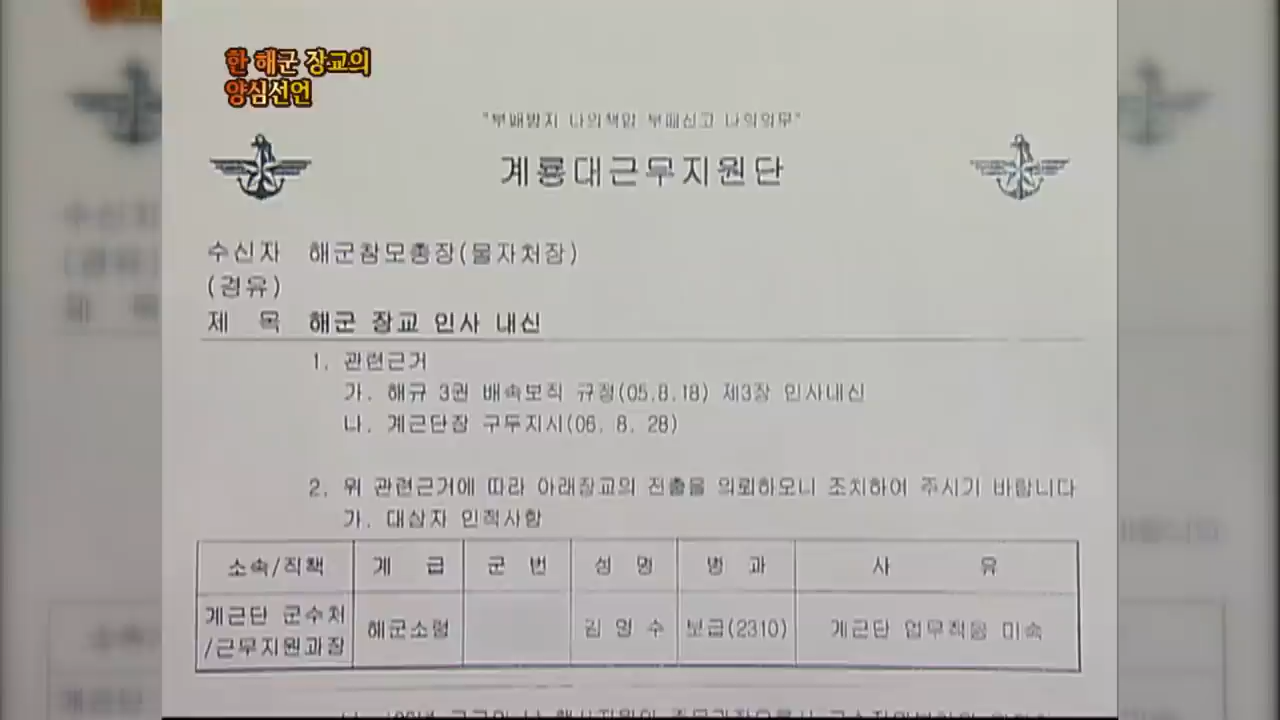 한 해군 장교의
양심선언
"부패방지 나의책임 부패신고 나의의무"
계룡대근무지원단
수신자 해군참모총장(물자처장)
(경유)
제 목 해군 장교 인사 내신
1. 관련근거
가. 해규 3권 배속보직 규정(05.8.18) 제3장 인사내신
나. 계근단장 구두지시(06. 8. 28)
2. 위 관련근거에 따라 아래장교의 전출을 의뢰하오니 조치하여 주시기 바랍니다
가. 대상자 인적사항
소속/직책 계 급 군 번 성 명 병 과 사 유
계근단 군수처
/근무지원과장 해군소령 김 영 수 보급(2310) 계근단 업무적응 미숙